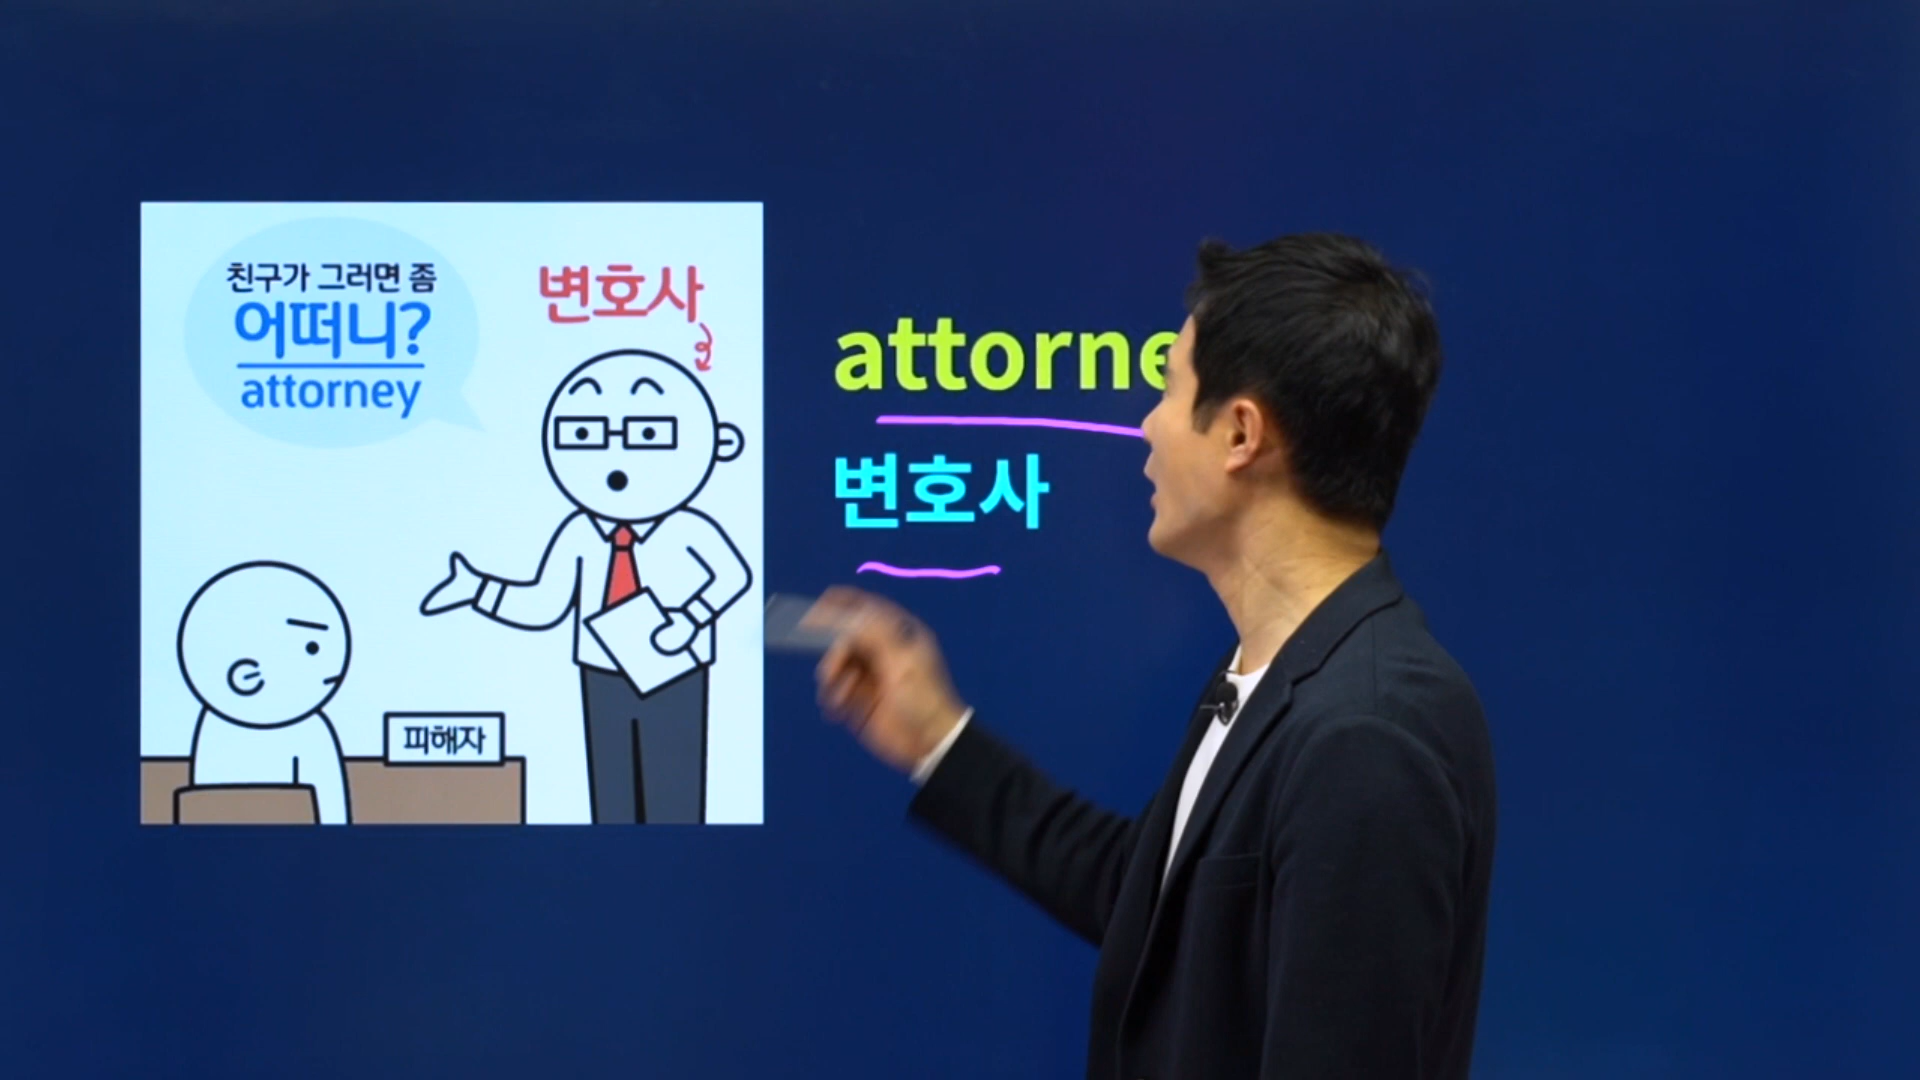 친구가 그러면 좀
어떠니?
attorney
변호사
피해자
attorne
변호사